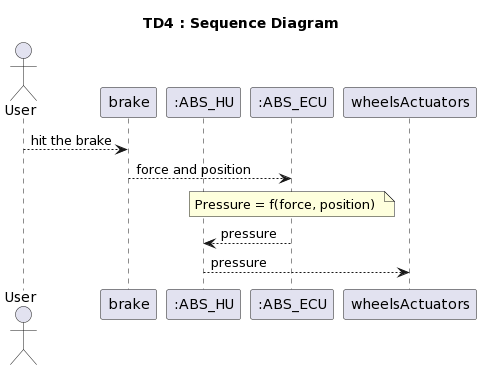 TD4 : Sequence Diagram
User
brake
:ABS_HU
:ABS_ECU
wheelsActuators
hit the brake
force and position
Pressure = f(force, position)
pressure
pressure
User
brake
:ABS_HU
:ABS_ECU
wheelsActuators